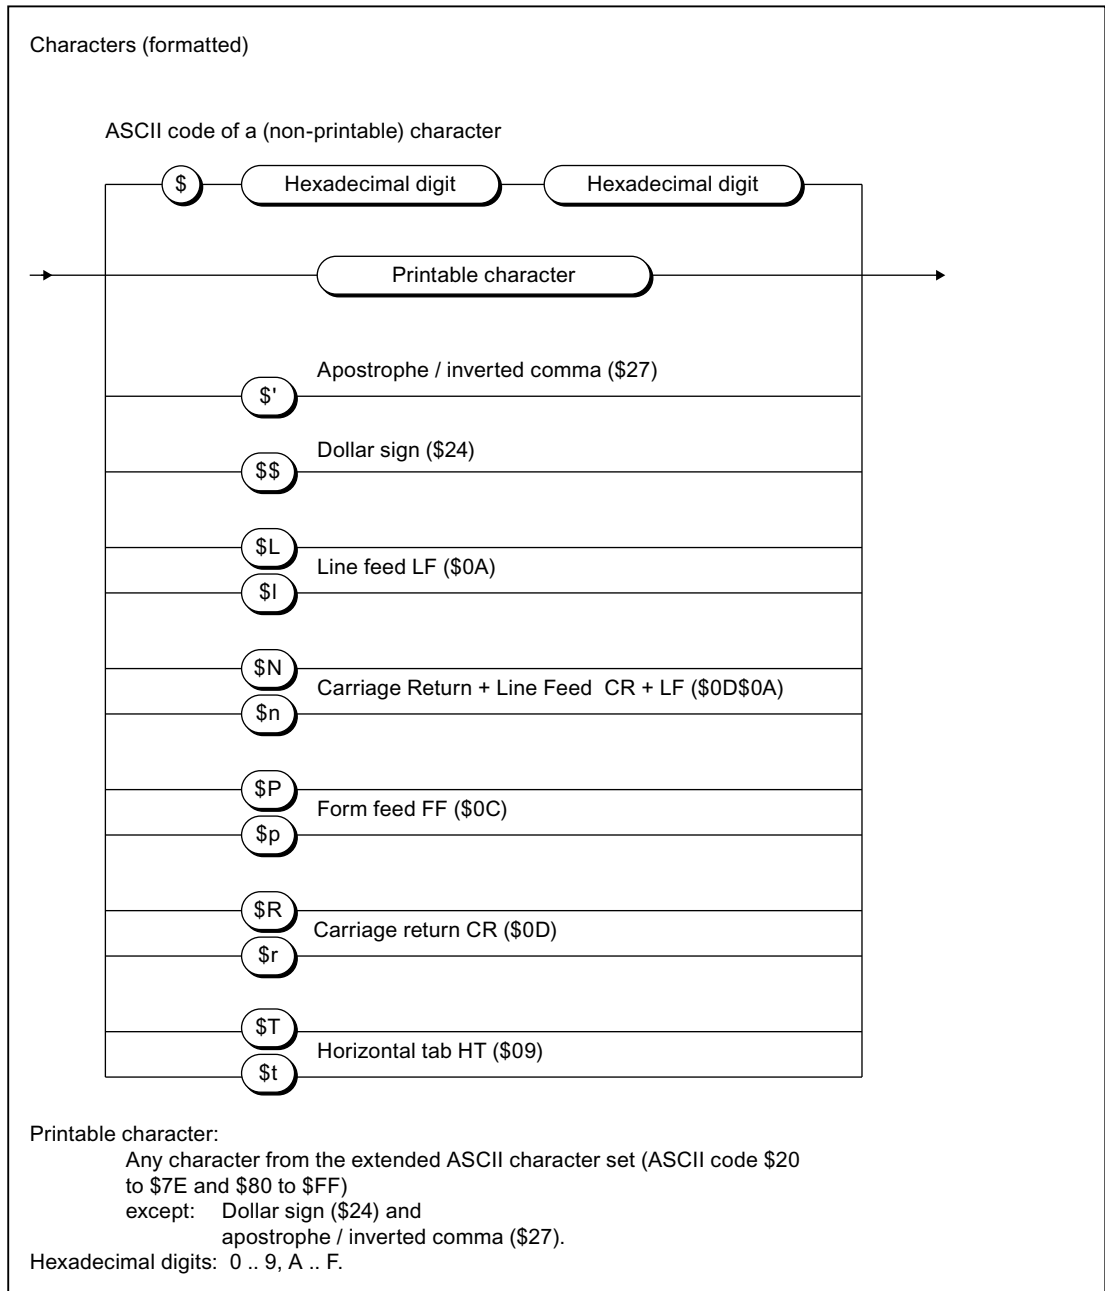 Characters (formatted)
ASCII code of a (non-printable) character
$ Hexadecimal digit Hexadecimal digit
Printable character
Apostrophe / inverted comma ($27)
$'
Dollar sign ($24)
$$
$L
Line feed LF ($0A)
$l
$N
Carriage Return + Line Feed CR + LF ($0D$0A)
$n
$P
Form feed FF ($0C)
$p
$R
Carriage return CR ($0D)
$r
$T
Horizontal tab HT ($09)
$t
Printable character:
Any character from the extended ASCII character set (ASCII code $20
to $7E and $80 to $FF)
except: Dollar sign ($24) and
apostrophe / inverted comma ($27).
Hexadecimal digits: 0 .. 9, A .. F.